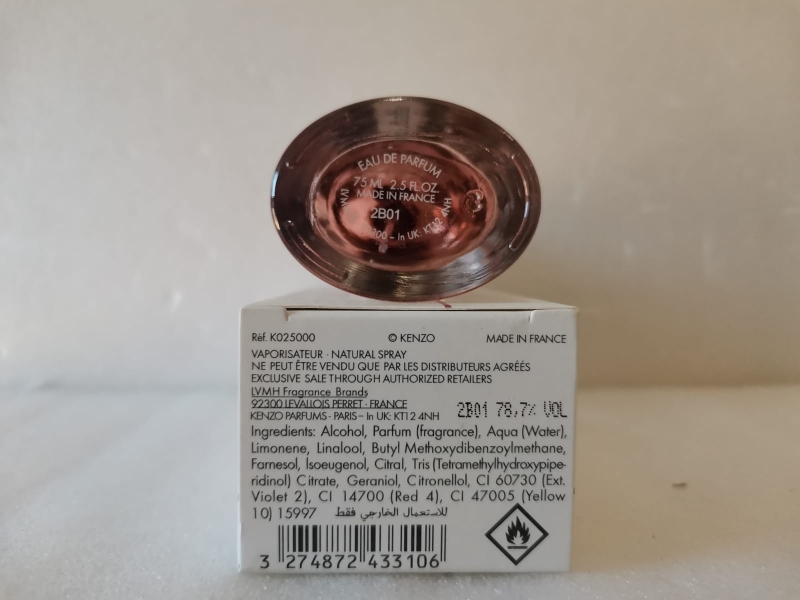 EAU DE PARFUM
75 ML 2.5 FL.OZ.
MADE IN FRANCE
2B01
– In UK: KT12 4NH
Réf. K025000 © KENZO MADE IN FRANCE
VAPORISATEUR · NATURAL SPRAY
NE PEUT ÊTRE VENDU QUE PAR LES DISTRIBUTEURS AGRÉÉS
EXCLUSIVE SALE THROUGH AUTHORIZED RETAILERS
LVMH Fragrance Brands
92300 LEVALLOIS PERRET · FRANCE
KENZO PARFUMS · PARIS – In UK: KT12 4NH 2B01 78,7% VOL
Ingredients: Alcohol, Parfum (fragrance), Aqua (Water),
Limonene, Linalool, Butyl Methoxydibenzoylmethane,
Farnesol, Isoeugenol, Citral, Tris (Tetramethylhydroxypipe-
ridinol) Citrate, Geraniol, Citronellol, CI 60730 (Ext.
Violet 2), CI 14700 (Red 4), CI 47005 (Yellow
10) 15997 للاستعمال الخارجي فقط
3 274872 433106